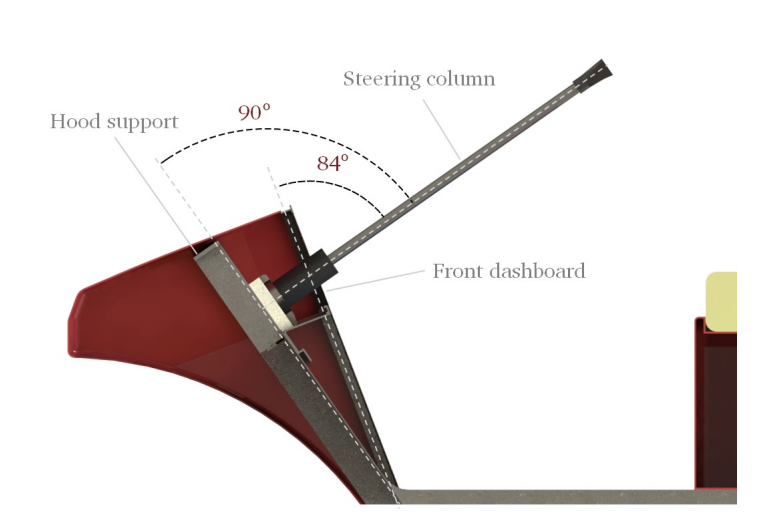 Steering column
Hood support
90°
84°
Front dashboard